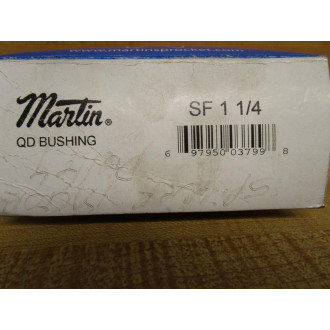 www.martinsprocket.com
Martin®
QD BUSHING
SF 1 1/4
6 97950 03799 8